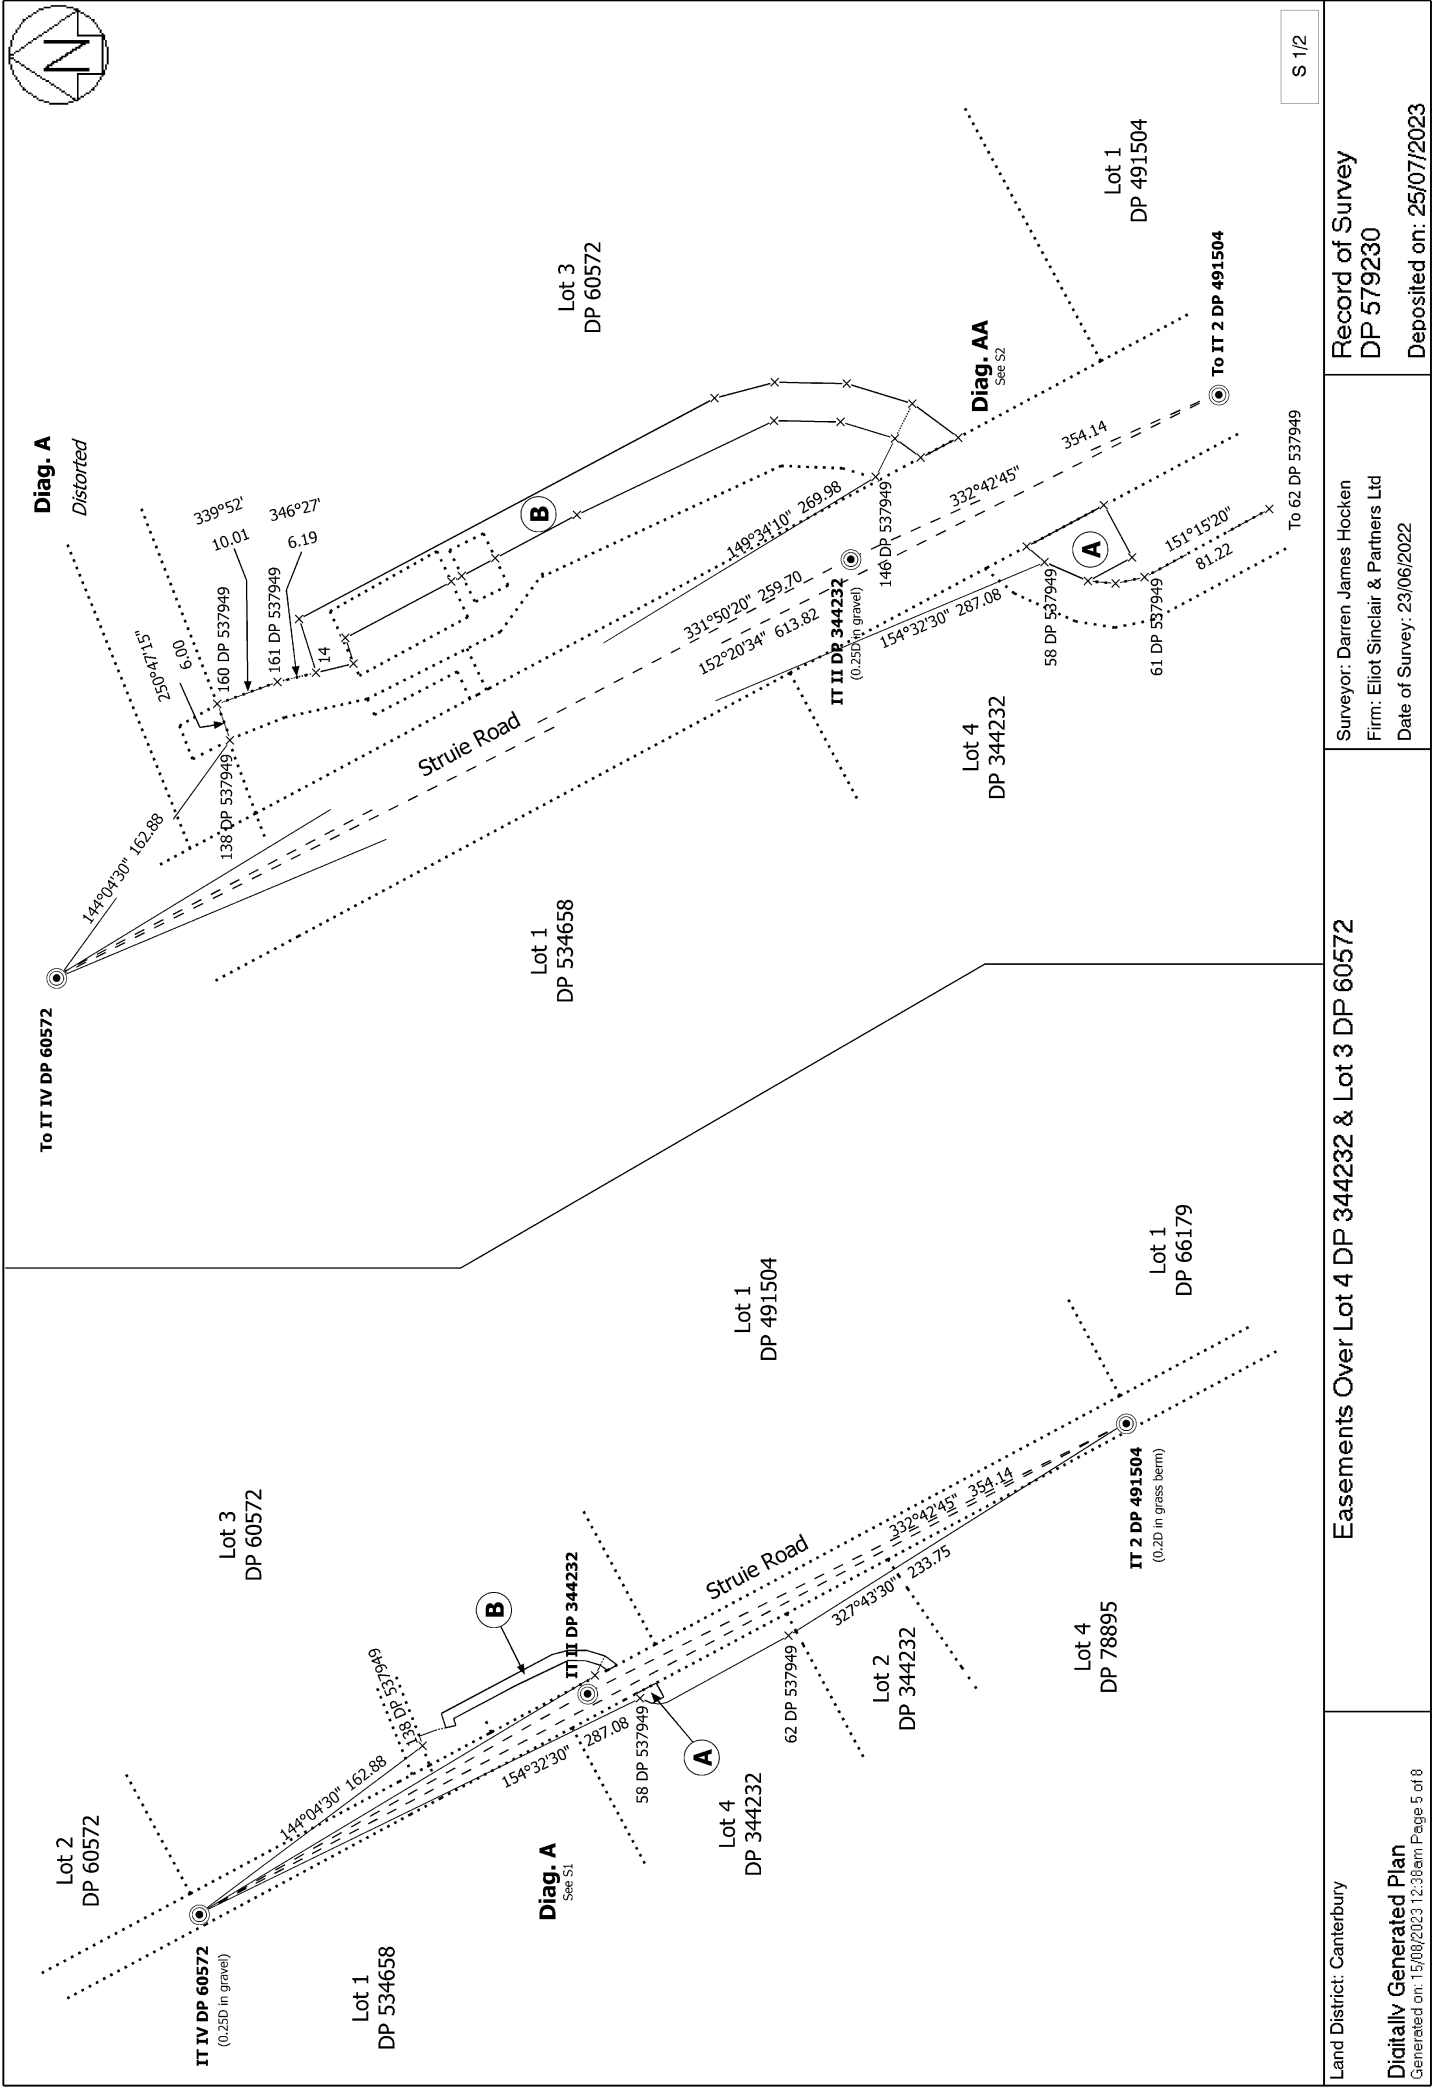 Lot 2
DP 60572
IT IV DP 60572
(0.25D in gravel)
Lot 1
DP 534658
144°04'30" 162.88
138 DP 537949
Lot 3
DP 60572
B
IT II DP 344232
154°32'30" 287.08
58 DP 537949
A
Diag. A
See S1
Lot 4
DP 344232
Struie Road
62 DP 537949
Lot 1
DP 491504
332°42'45" 354.14
327°43'30" 233.75
Lot 2
DP 344232
Lot 4
DP 78895
IT 2 DP 491504
(0.2D in grass berm)
Lot 1
DP 66179
Diag. A
Distorted
To IT IV DP 60572
144°04'30" 162.88
138 DP 537949
250°47'15"
6.00
160 DP 537949
10.01
339°52'
161 DP 537949
6.19
346°27'
14
B
Lot 3
DP 60572
Lot 1
DP 534658
Struie Road
149°34'10" 269.98
146 DP 537949
331°50'20" 259.70
152°20'34" 613.82
IT II DP 344232
(0.25D in gravel)
154°32'30" 287.08
58 DP 537949
Lot 4
DP 344232
Diag. AA
See S2
332°42'45" 354.14
A
61 DP 537949
151°15'20"
81.22
To 62 DP 537949
To IT 2 DP 491504
Lot 1
DP 491504
N
S 1/2
Land District: Canterbury
Digitally Generated Plan
Generated on: 15/08/2023 12:38am Page 5 of 8
Easements Over Lot 4 DP 344232 & Lot 3 DP 60572
Surveyor: Darren James Hocken
Firm: Eliot Sinclair & Partners Ltd
Date of Survey: 23/06/2022
Record of Survey
DP 579230
Deposited on: 25/07/2023